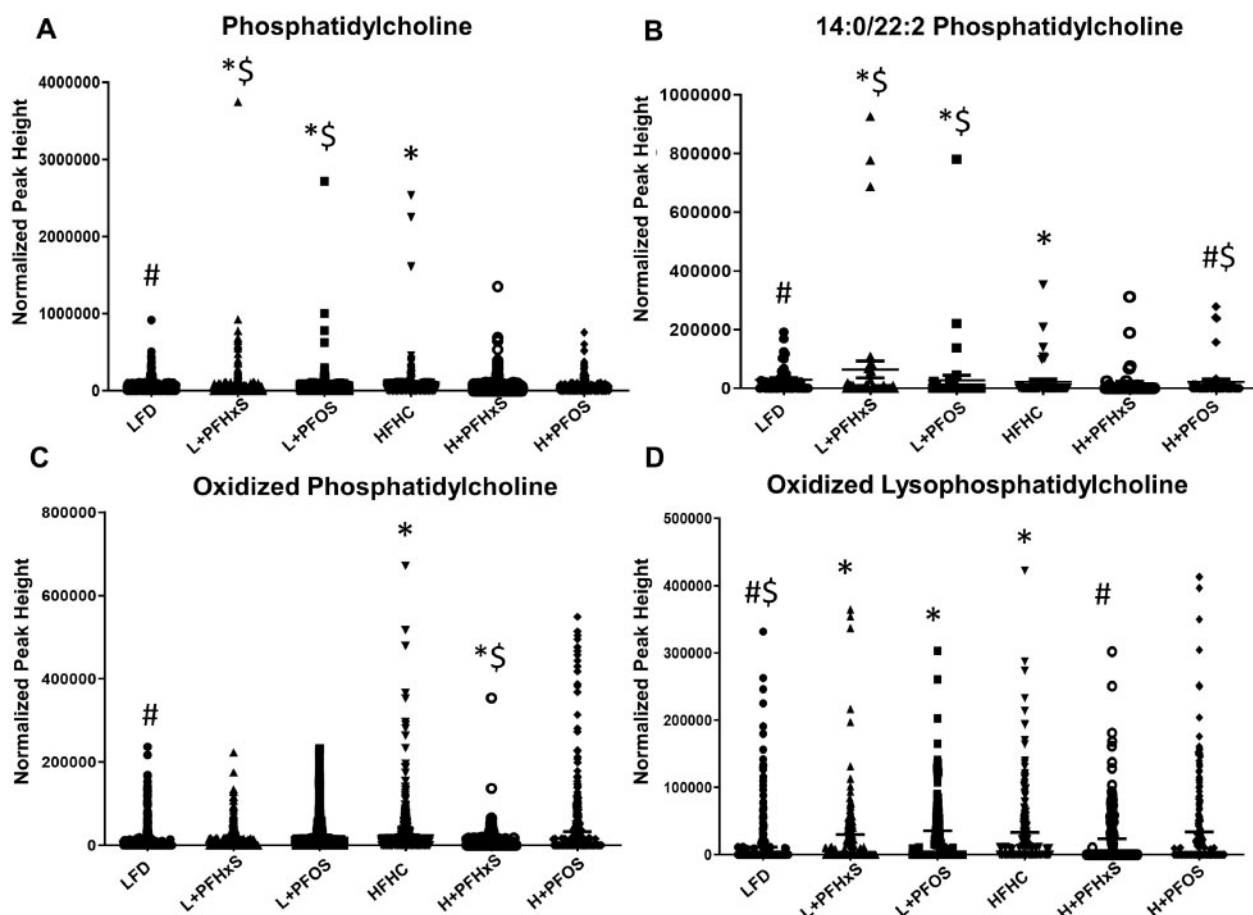 A
Phosphatidylcholine
Normalized Peak Height
4000000
3000000
2000000
1000000
0
#
*$
*$
*
LFD
L+PFHxS
L+PFOS
HFHC
H+PFHxS
H+PFOS
B
14:0/22:2 Phosphatidylcholine
Normalized Peak Height
1000000
800000
600000
400000
200000
0
#
*$
*$
*
#$
LFD
L+PFHxS
L+PFOS
HFHC
H+PFHxS
H+PFOS
C
Oxidized Phosphatidylcholine
Normalized Peak Height
800000
600000
400000
200000
0
#
*
*$
LFD
L+PFHxS
L+PFOS
HFHC
H+PFHxS
H+PFOS
D
Oxidized Lysophosphatidylcholine
Normalized Peak Height
500000
400000
300000
200000
100000
0
#$
*
*
*
#
LFD
L+PFHxS
L+PFOS
HFHC
H+PFHxS
H+PFOS